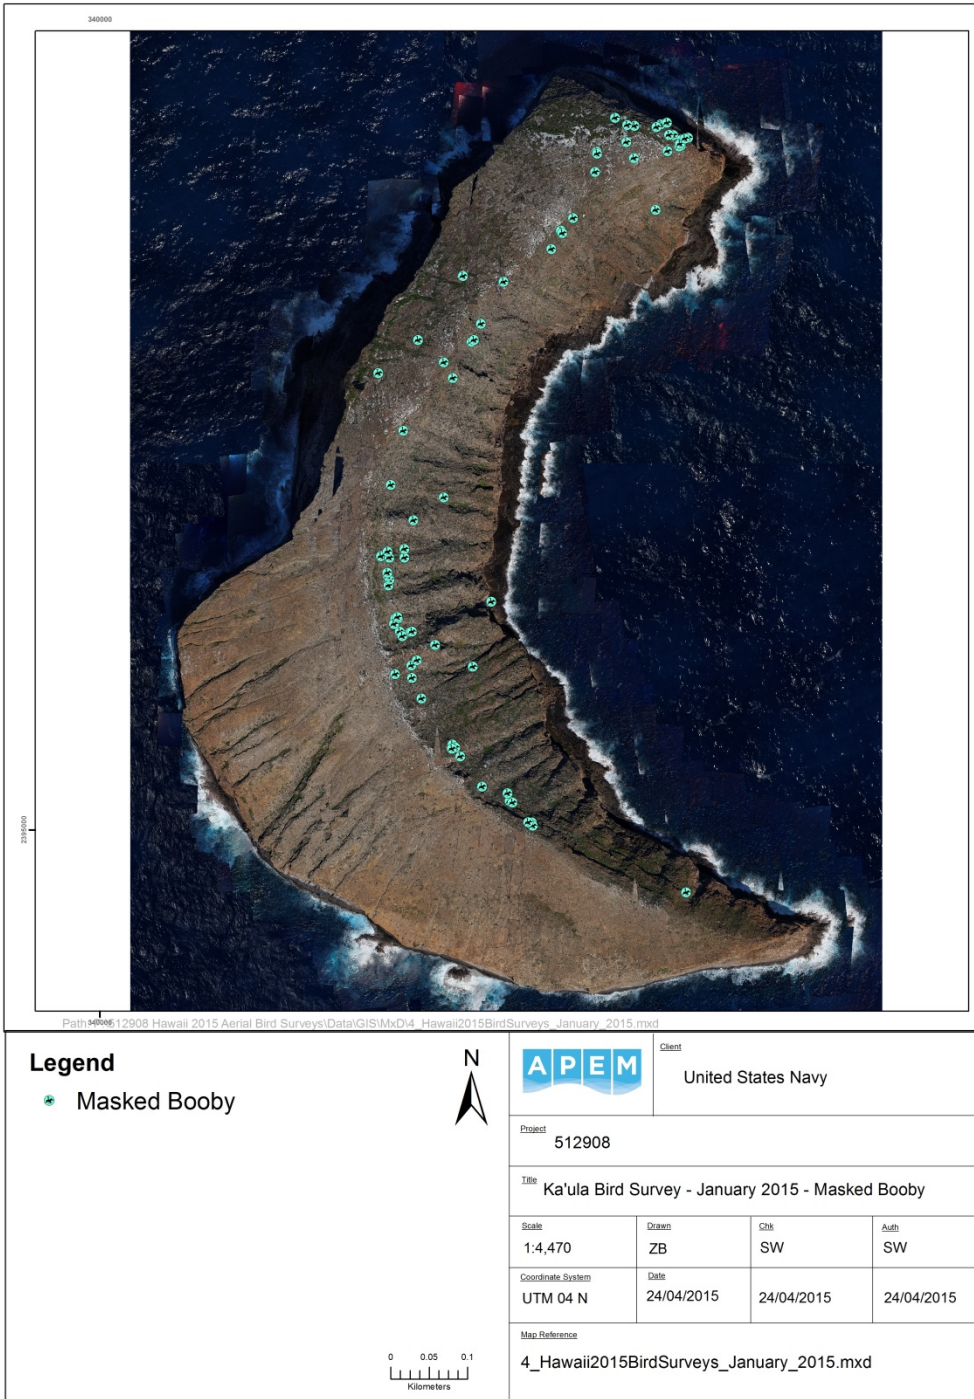 340000
2395000
340000
512908 Hawaii 2015 Aerial Bird Surveys\Data\GIS\MxD\4_Hawaii2015BirdSurveys_January_2015.mxd
Legend
Masked Booby
N
0 0.05 0.1
Kilometers
APEM
Client
United States Navy
Project
512908
Title
Ka'ula Bird Survey - January 2015 - Masked Booby
Scale
1:4,470
Drawn
ZB
Chk
SW
Auth
SW
Coordinate System
UTM 04 N
Date
24/04/2015
24/04/2015
24/04/2015
Map Reference
4_Hawaii2015BirdSurveys_January_2015.mxd